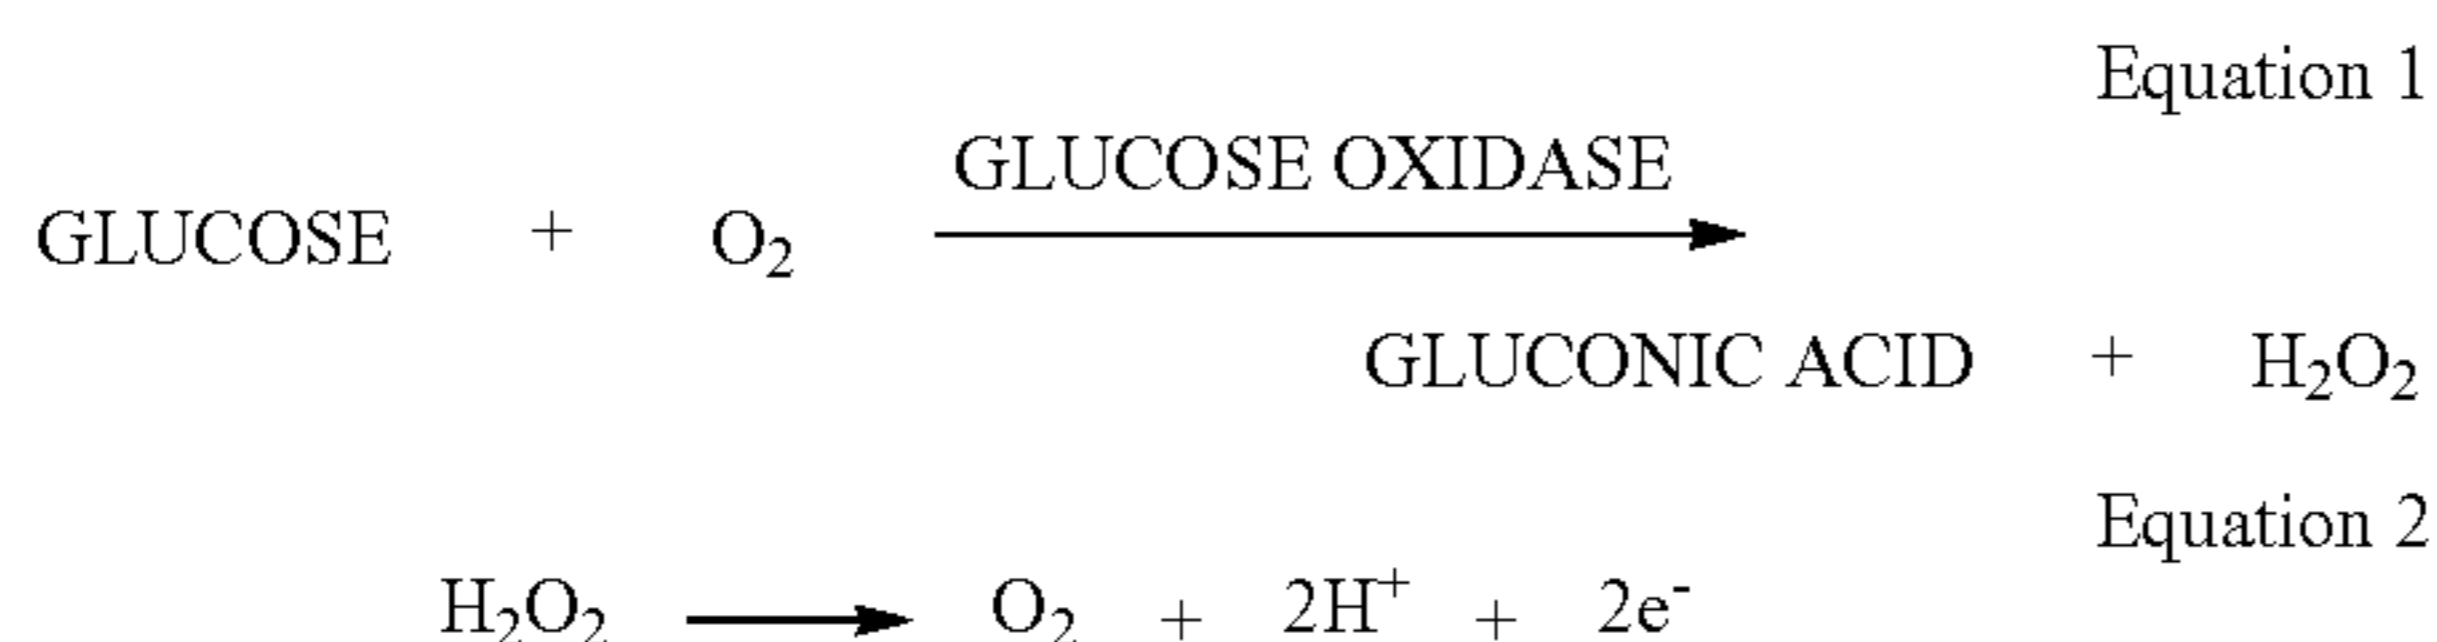 Equation 1
GLUCOSE OXIDASE
GLUCOSE + O₂
GLUCONIC ACID + H₂O₂
Equation 2
H₂O₂ O₂ + 2H⁺ + 2e⁻